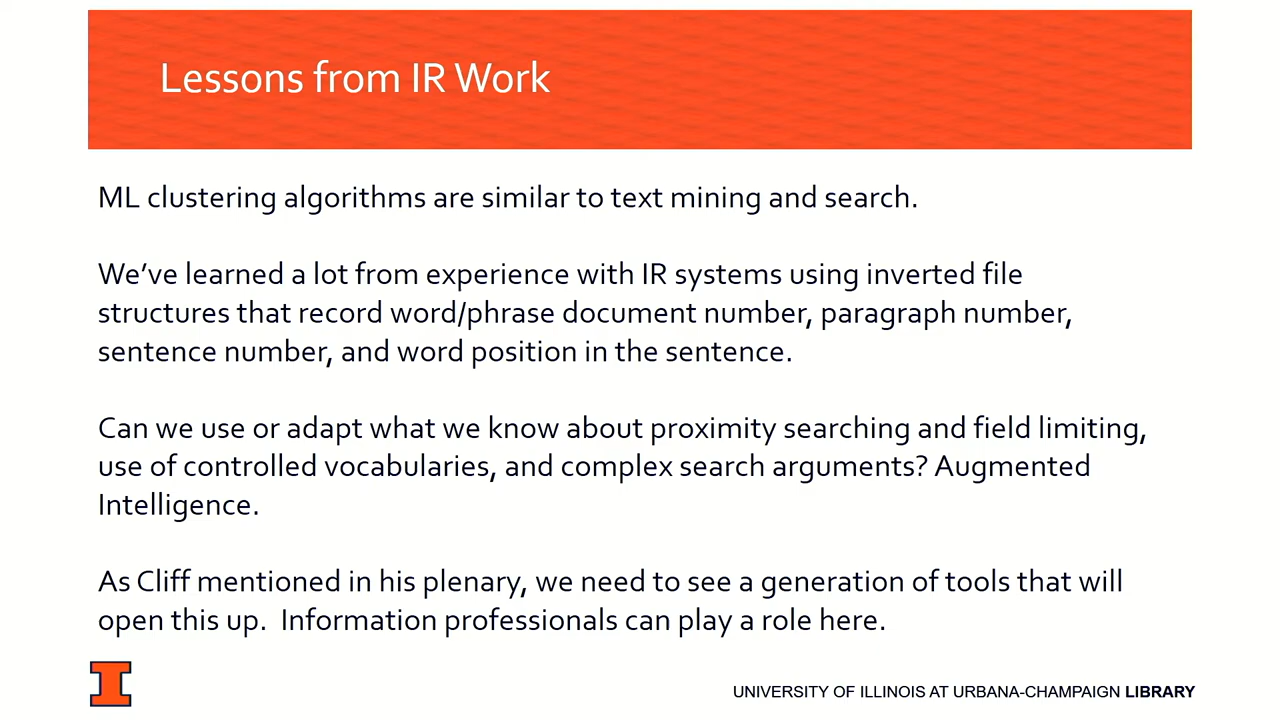 Lessons from IR Work
ML clustering algorithms are similar to text mining and search.
We’ve learned a lot from experience with IR systems using inverted file
structures that record word/phrase document number, paragraph number,
sentence number, and word position in the sentence.
Can we use or adapt what we know about proximity searching and field limiting,
use of controlled vocabularies, and complex search arguments? Augmented
Intelligence.
As Cliff mentioned in his plenary, we need to see a generation of tools that will
open this up.  Information professionals can play a role here.
UNIVERSITY OF ILLINOIS AT URBANA-CHAMPAIGN LIBRARY